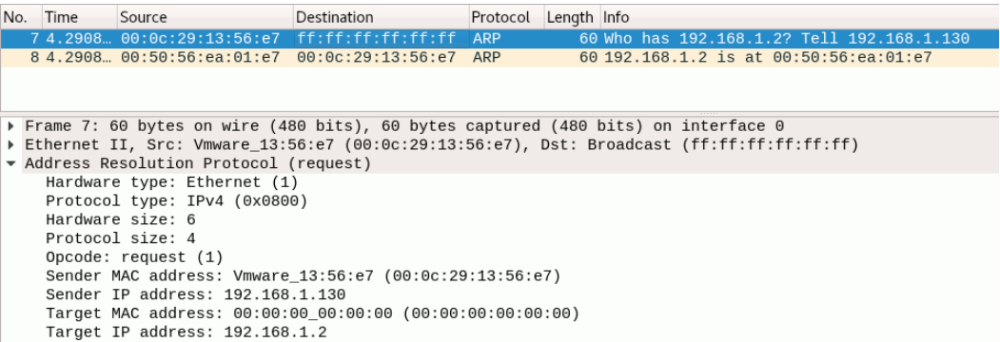 No. Time Source Destination Protocol Length Info
7 4.2908… 00:0c:29:13:56:e7 ff:ff:ff:ff:ff:ff ARP 60 Who has 192.168.1.2? Tell 192.168.1.130
8 4.2908… 00:50:56:ea:01:e7 00:0c:29:13:56:e7 ARP 60 192.168.1.2 is at 00:50:56:ea:01:e7
Frame 7: 60 bytes on wire (480 bits), 60 bytes captured (480 bits) on interface 0
Ethernet II, Src: Vmware_13:56:e7 (00:0c:29:13:56:e7), Dst: Broadcast (ff:ff:ff:ff:ff:ff)
Address Resolution Protocol (request)
Hardware type: Ethernet (1)
Protocol type: IPv4 (0x0800)
Hardware size: 6
Protocol size: 4
Opcode: request (1)
Sender MAC address: Vmware_13:56:e7 (00:0c:29:13:56:e7)
Sender IP address: 192.168.1.130
Target MAC address: 00:00:00_00:00:00 (00:00:00:00:00:00)
Target IP address: 192.168.1.2